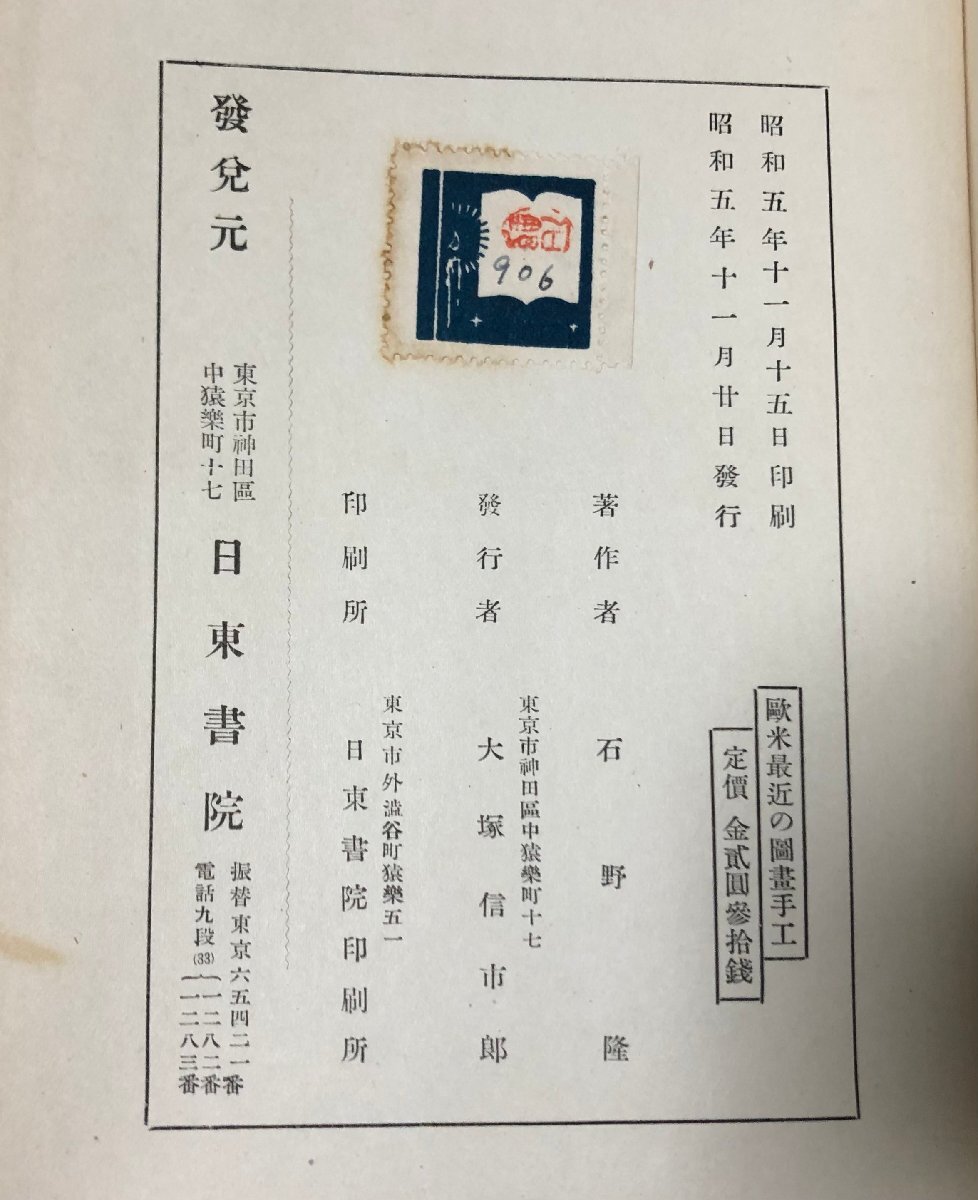 昭和五年十一月十五日印刷
昭和五年十一月廿日發行
歐米最近の圖畫手工
定價 金貳圓參拾錢
著作者 石野隆
東京市神田區中猿樂町十七
發行者 大塚信市郎
東京市外澁谷町猿樂五一
印刷所 日東書院印刷所
906
發兌元
東京市神田區
中猿樂町十七
日東書院
振替東京六五四二一番
電話九段(33)一二八二番
一二八三番